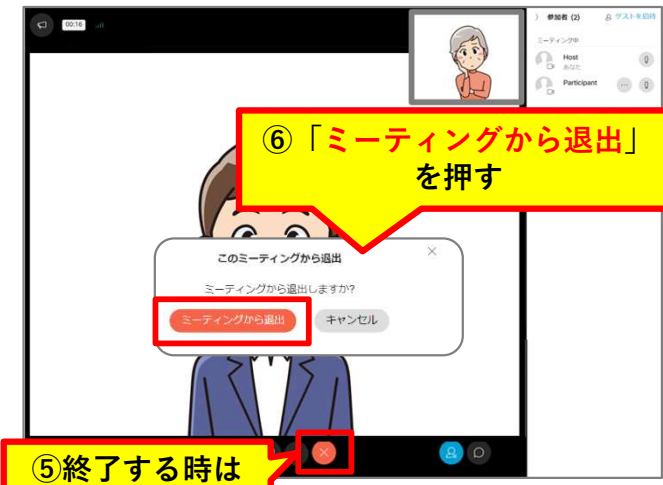 00:16
参加者 (2)
ゲストを招待
ミーティング中
Host
あなた
Participant
⑥「ミーティングから退出」
を押す
このミーティングから退出
ミーティングから退出しますか?
ミーティングから退出
キャンセル
⑤終了する時は